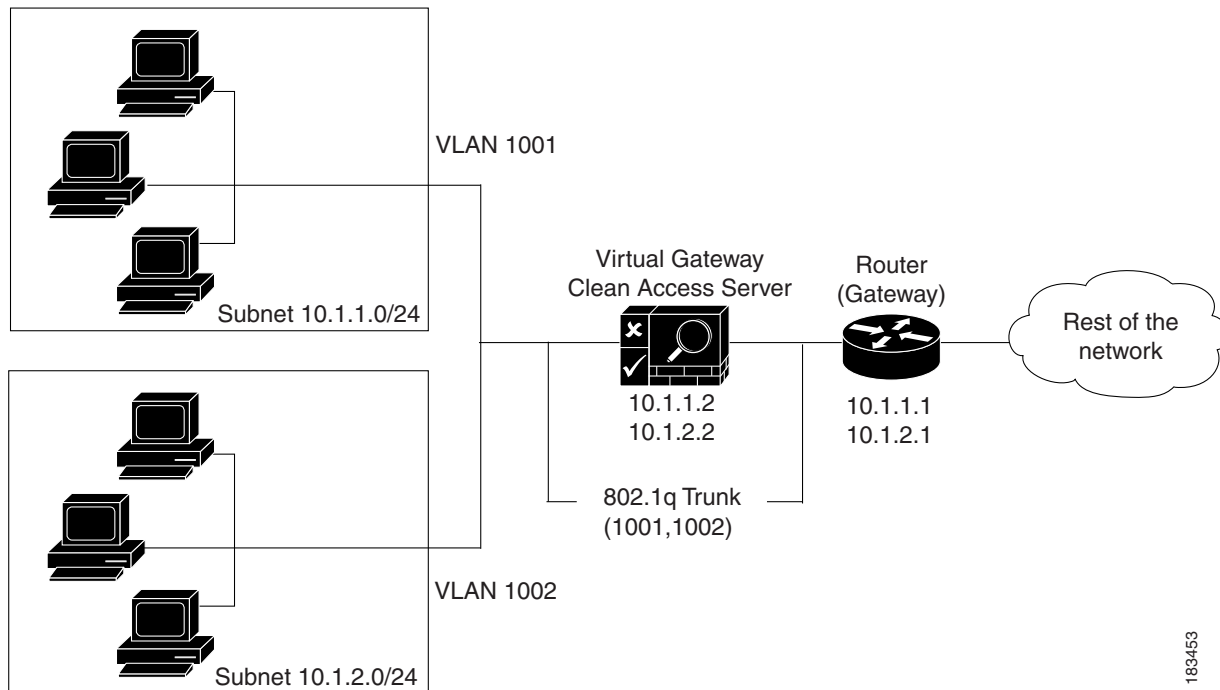 VLAN 1001
Subnet 10.1.1.0/24
Virtual Gateway
Clean Access Server
10.1.1.2
10.1.2.2
Router
(Gateway)
10.1.1.1
10.1.2.1
Rest of the
network
802.1q Trunk
(1001,1002)
VLAN 1002
Subnet 10.1.2.0/24
183453